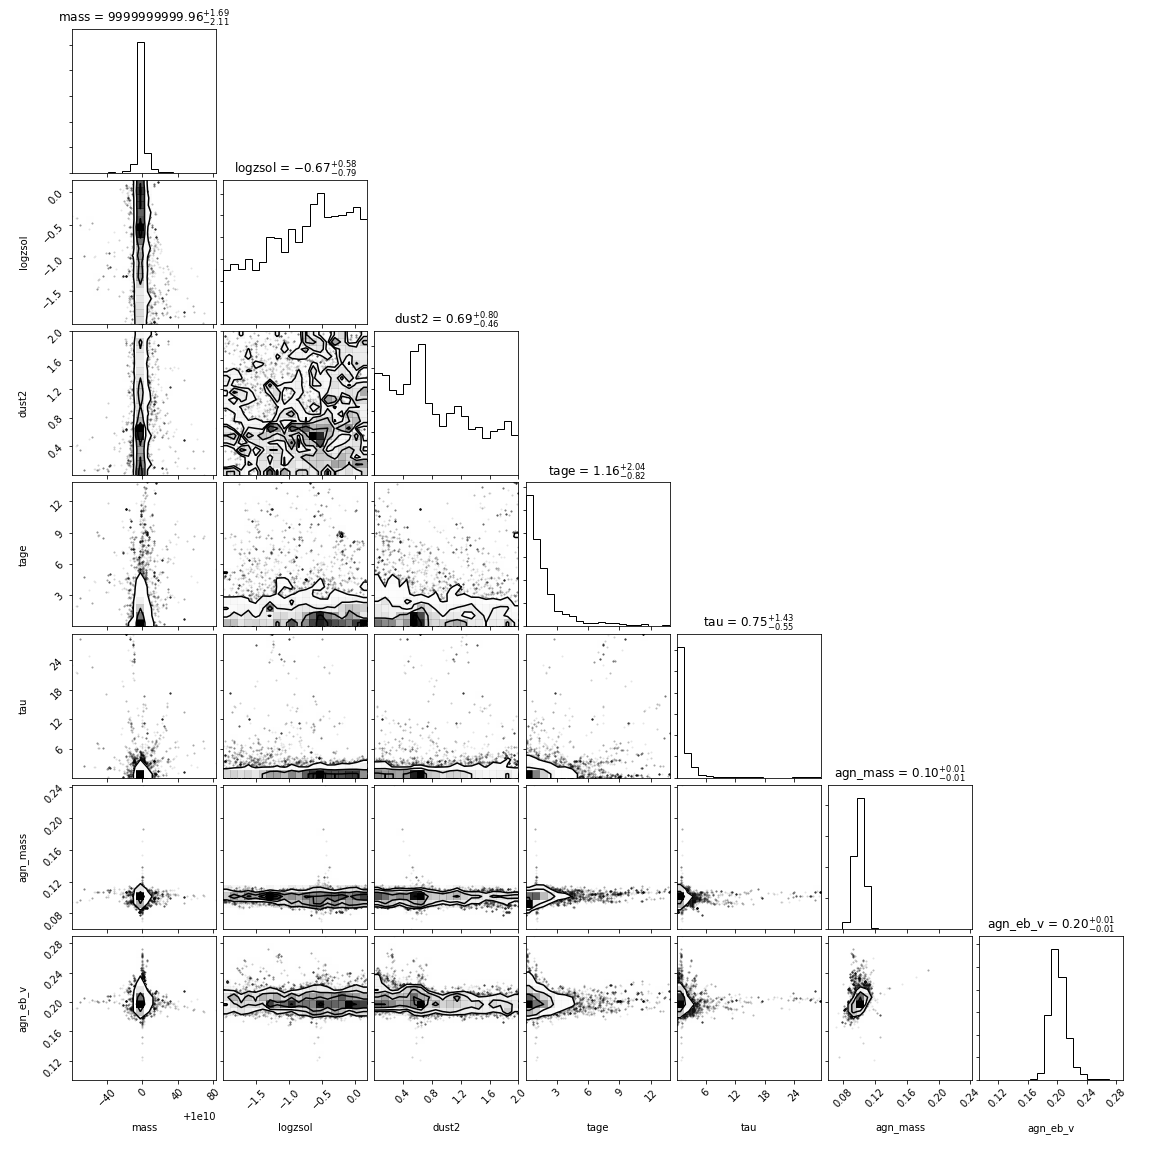 mass = 9999999999.96+1.69−2.11
logzsol = −0.67+0.58−0.79
0.0
−0.5
−1.0
−1.5
logzsol
dust2 = 0.69+0.80−0.46
2.0
1.6
1.2
0.8
0.4
dust2
tage = 1.16+2.04−0.82
12
9
6
3
tage
tau = 0.75+1.43−0.55
24
18
12
6
tau
agn_mass = 0.10+0.01−0.01
0.24
0.20
0.16
0.12
0.08
agn_mass
agn_eb_v = 0.20+0.01−0.01
0.28
0.24
0.20
0.16
0.12
agn_eb_v
−40 0 40 80
+1e10
mass
−1.5 −1.0 −0.5 0.0
logzsol
0.4 0.8 1.2 1.6 2.0
dust2
3 6 9 12
tage
6 12 18 24
tau
0.08 0.12 0.16 0.20 0.24
agn_mass
0.12 0.16 0.20 0.24 0.28
agn_eb_v